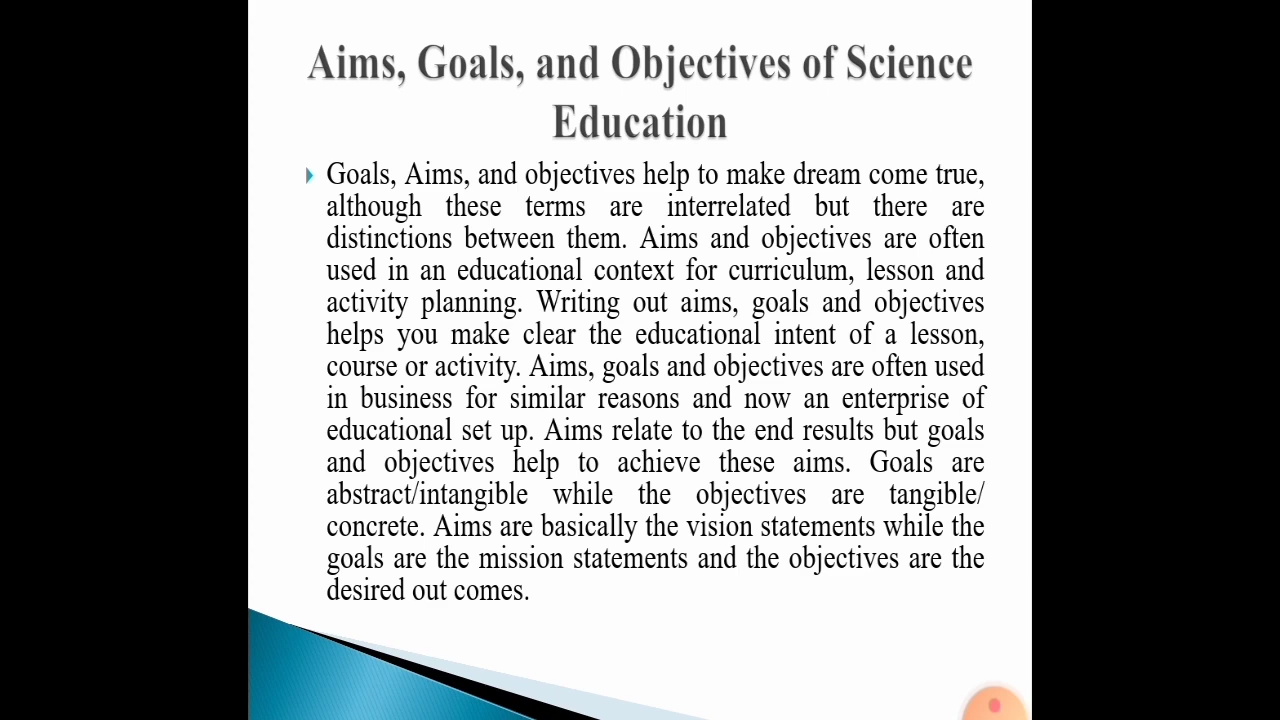 Aims, Goals, and Objectives of Science
Education
Goals, Aims, and objectives help to make dream come true,
although these terms are interrelated but there are
distinctions between them. Aims and objectives are often
used in an educational context for curriculum, lesson and
activity planning. Writing out aims, goals and objectives
helps you make clear the educational intent of a lesson,
course or activity. Aims, goals and objectives are often used
in business for similar reasons and now an enterprise of
educational set up. Aims relate to the end results but goals
and objectives help to achieve these aims. Goals are
abstract/intangible while the objectives are tangible/
concrete. Aims are basically the vision statements while the
goals are the mission statements and the objectives are the
desired out comes.